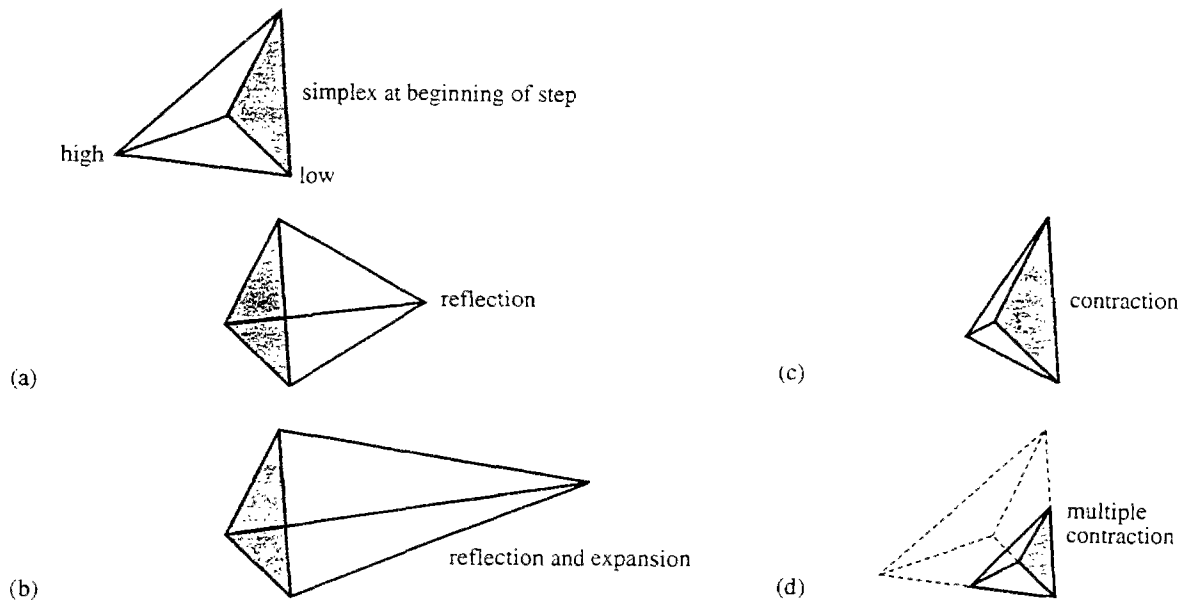 simplex at beginning of step
high
low
reflection
(a)
reflection and expansion
(b)
contraction
(c)
multiple
contraction
(d)